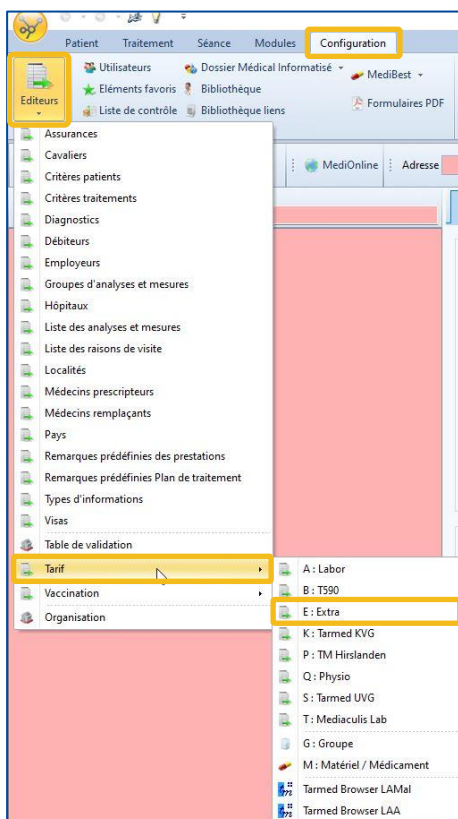 Patient Traitement Séance Modules Configuration
Editeurs
Utilisateurs
Eléments favoris
Liste de contrôle
Dossier Médical Informatisé
Bibliothèque
Bibliothèque liens
MediBest
Formulaires PDF
MediOnline Adresse
Assurances
Cavaliers
Critères patients
Critères traitements
Diagnostics
Débiteurs
Employeurs
Groupes d'analyses et mesures
Hôpitaux
Liste des analyses et mesures
Liste des raisons de visite
Localités
Médecins prescripteurs
Médecins remplaçants
Pays
Remarques prédéfinies des prestations
Remarques prédéfinies Plan de traitement
Types d'informations
Visas
Table de validation
Tarif
Vaccination
Organisation
A : Labor
B : T590
E : Extra
K : Tarmed KVG
P : TM Hirslanden
Q : Physio
S : Tarmed UVG
T : Mediaculis Lab
G : Groupe
M : Matériel / Médicament
Tarmed Browser LAMal
Tarmed Browser LAA